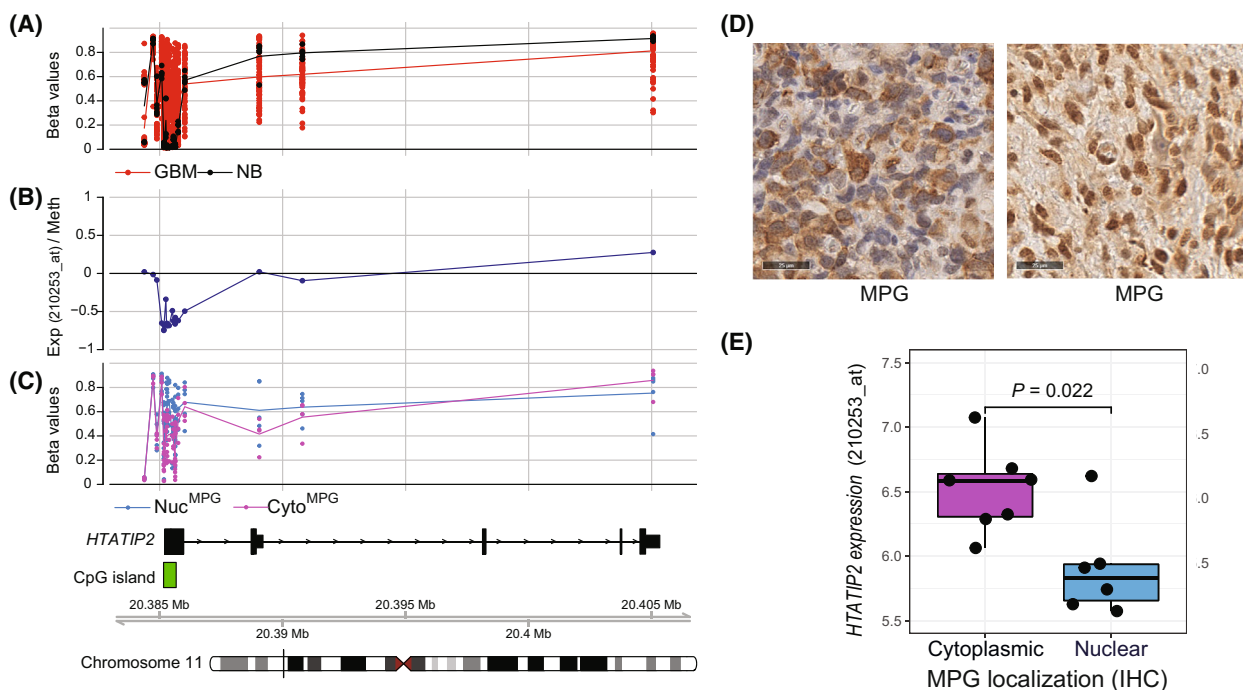 (A)
Beta values
0.8
0.6
0.4
0.2
0
GBM NB
(B)
Exp (210253_at) / Meth
1
0.5
0
−0.5
−1
(C)
Beta values
0.8
0.6
0.4
0.2
0
Nuc^MPG Cyto^MPG
HTATIP2
CpG island
20.385 Mb 20.395 Mb 20.405 Mb
20.39 Mb 20.4 Mb
Chromosome 11
(D)
25 µm 25 µm
MPG MPG
(E)
HTATIP2 expression (210253_at)
7.5
7.0
6.5
6.0
5.5
P = 0.022
.0
.5
.0
.5
Cytoplasmic Nuclear
MPG localization (IHC)